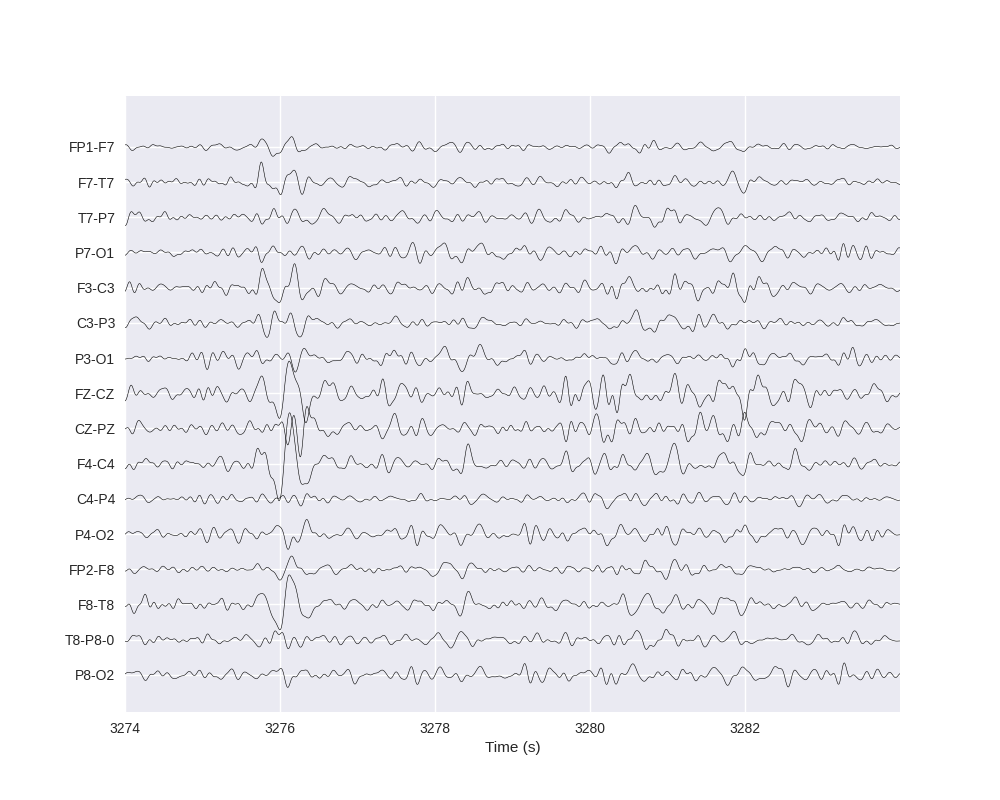 FP1-F7
F7-T7
T7-P7
P7-O1
F3-C3
C3-P3
P3-O1
FZ-CZ
CZ-PZ
F4-C4
C4-P4
P4-O2
FP2-F8
F8-T8
T8-P8-0
P8-O2
3274 3276 3278 3280 3282
Time (s)